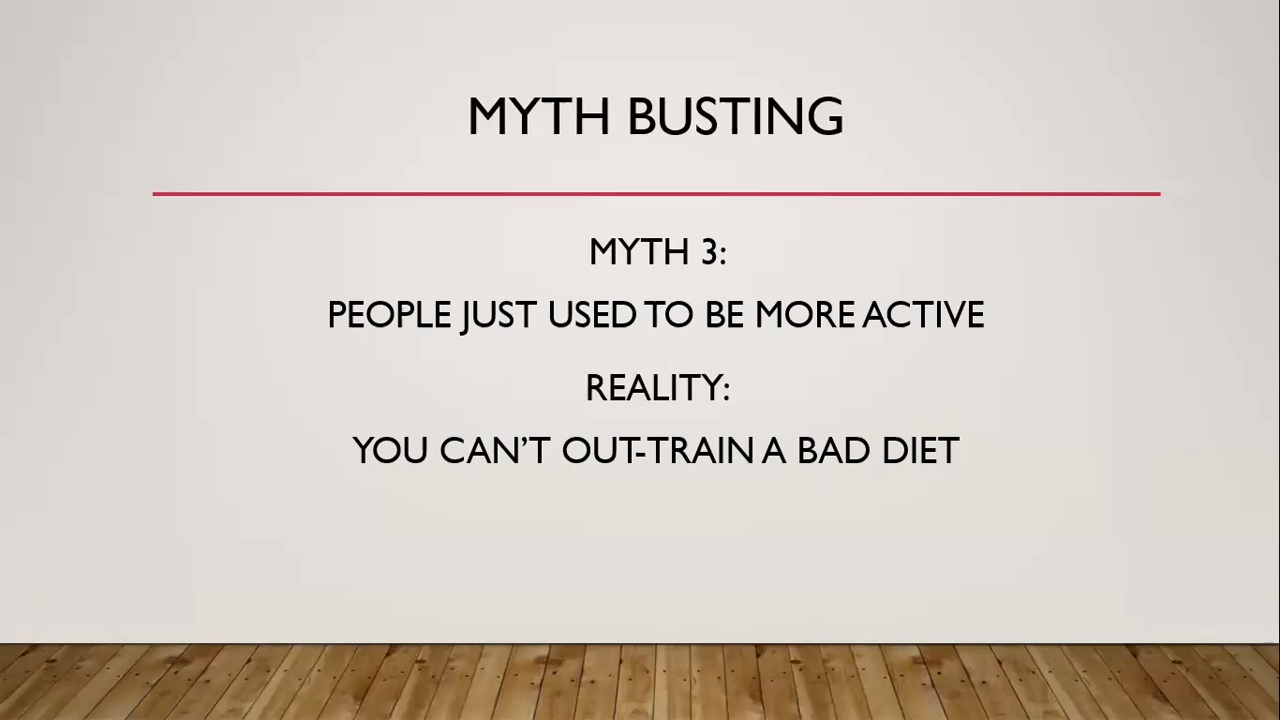 MYTH BUSTING
MYTH 3:
PEOPLE JUST USED TO BE MORE ACTIVE
REALITY:
YOU CAN’T OUT-TRAIN A BAD DIET